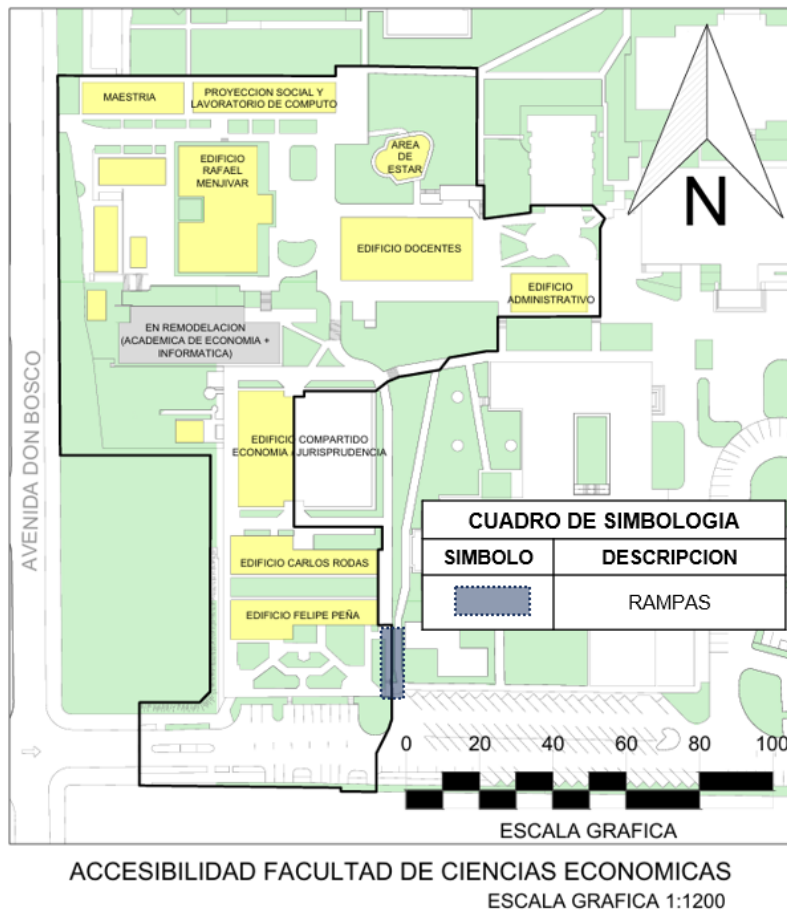 MAESTRIA
PROYECCION SOCIAL Y
LAVORATORIO DE COMPUTO
EDIFICIO
RAFAEL
MENJIVAR
AREA
DE
ESTAR
N
EDIFICIO DOCENTES
EDIFICIO
ADMINISTRATIVO
EN REMODELACION
(ACADEMICA DE ECONOMIA +
INFORMATICA)
AVENIDA DON BOSCO
EDIFICIO COMPARTIDO
ECONOMIA / JURISPRUDENCIA
CUADRO DE SIMBOLOGIA
SIMBOLO DESCRIPCION
RAMPAS
EDIFICIO CARLOS RODAS
EDIFICIO FELIPE PEÑA
0 20 40 60 80 100
ESCALA GRAFICA
ACCESIBILIDAD FACULTAD DE CIENCIAS ECONOMICAS
ESCALA GRAFICA 1:1200